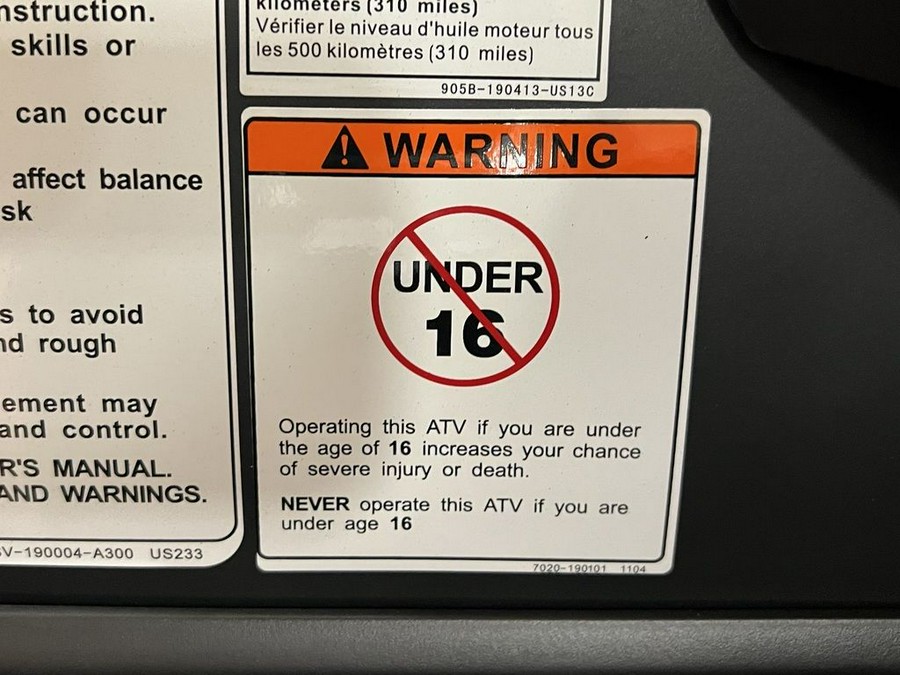 nstruction.
skills or
can occur
affect balance
sk
s to avoid
nd rough
ement may
and control.
R'S MANUAL.
AND WARNINGS.
V-190004-A300 US233
kilometers (310 miles)
Vérifier le niveau d'huile moteur tous
les 500 kilomètres (310 miles)
905B-190413-US13C
WARNING
UNDER
16
Operating this ATV if you are under
the age of 16 increases your chance
of severe injury or death.
NEVER operate this ATV if you are
under age 16
7020-190101 1104